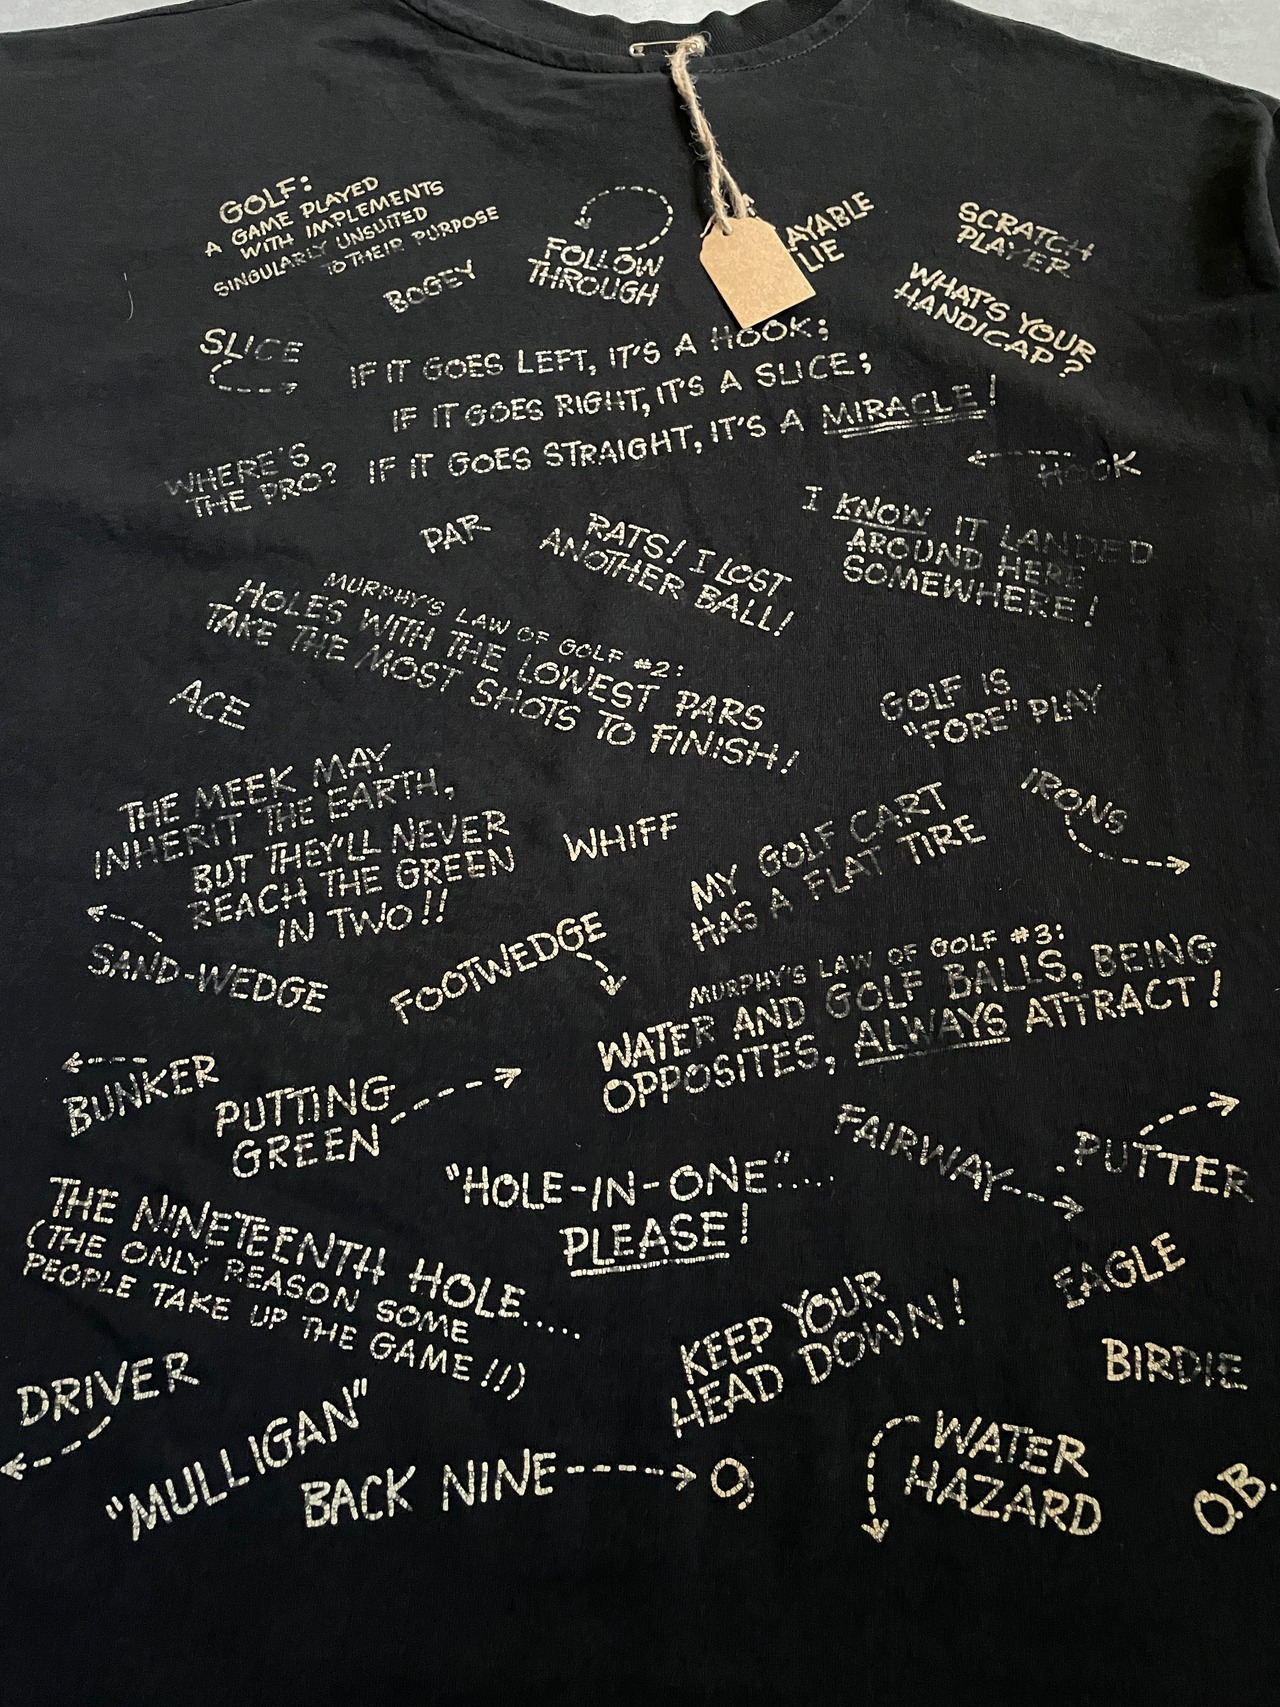 GOLF:
A GAME PLAYED
WITH IMPLEMENTS
SINGULARLY UNSUITED
TO THEIR PURPOSE
BOGEY
FOLLOW
THROUGH
LIE
SCRATCH
PLAYER
WHAT'S YOUR
HANDICAP?
SLICE
IF IT GOES LEFT, IT'S A HOOK;
IF IT GOES RIGHT, IT'S A SLICE;
IF IT GOES STRAIGHT, IT'S A MIRACLE!
WHERE'S
THE PRO?
HOOK
PAR
RATS! I LOST
ANOTHER BALL!
I KNOW IT LANDED
AROUND HERE
SOMEWHERE!
MURPHY'S LAW OF GOLF #2:
HOLES WITH THE LOWEST PARS
TAKE THE MOST SHOTS TO FINISH!
ACE
GOLF IS
"FORE" PLAY
IRONS
THE MEEK MAY
INHERIT THE EARTH,
BUT THEY'LL NEVER
REACH THE GREEN
IN TWO!!
WHIFF
MY GOLF CART
HAS A FLAT TIRE
SAND-WEDGE
FOOTWEDGE
MURPHY'S LAW OF GOLF #3:
WATER AND GOLF BALLS, BEING
OPPOSITES, ALWAYS ATTRACT!
BUNKER
PUTTING
GREEN
FAIRWAY
PUTTER
"HOLE-IN-ONE".....
PLEASE!
THE NINETEENTH HOLE.....
(THE ONLY REASON SOME
PEOPLE TAKE UP THE GAME!!!)
EAGLE
KEEP YOUR
HEAD DOWN!
BIRDIE
DRIVER
"MULLIGAN"
BACK NINE
WATER
HAZARD
O.B.